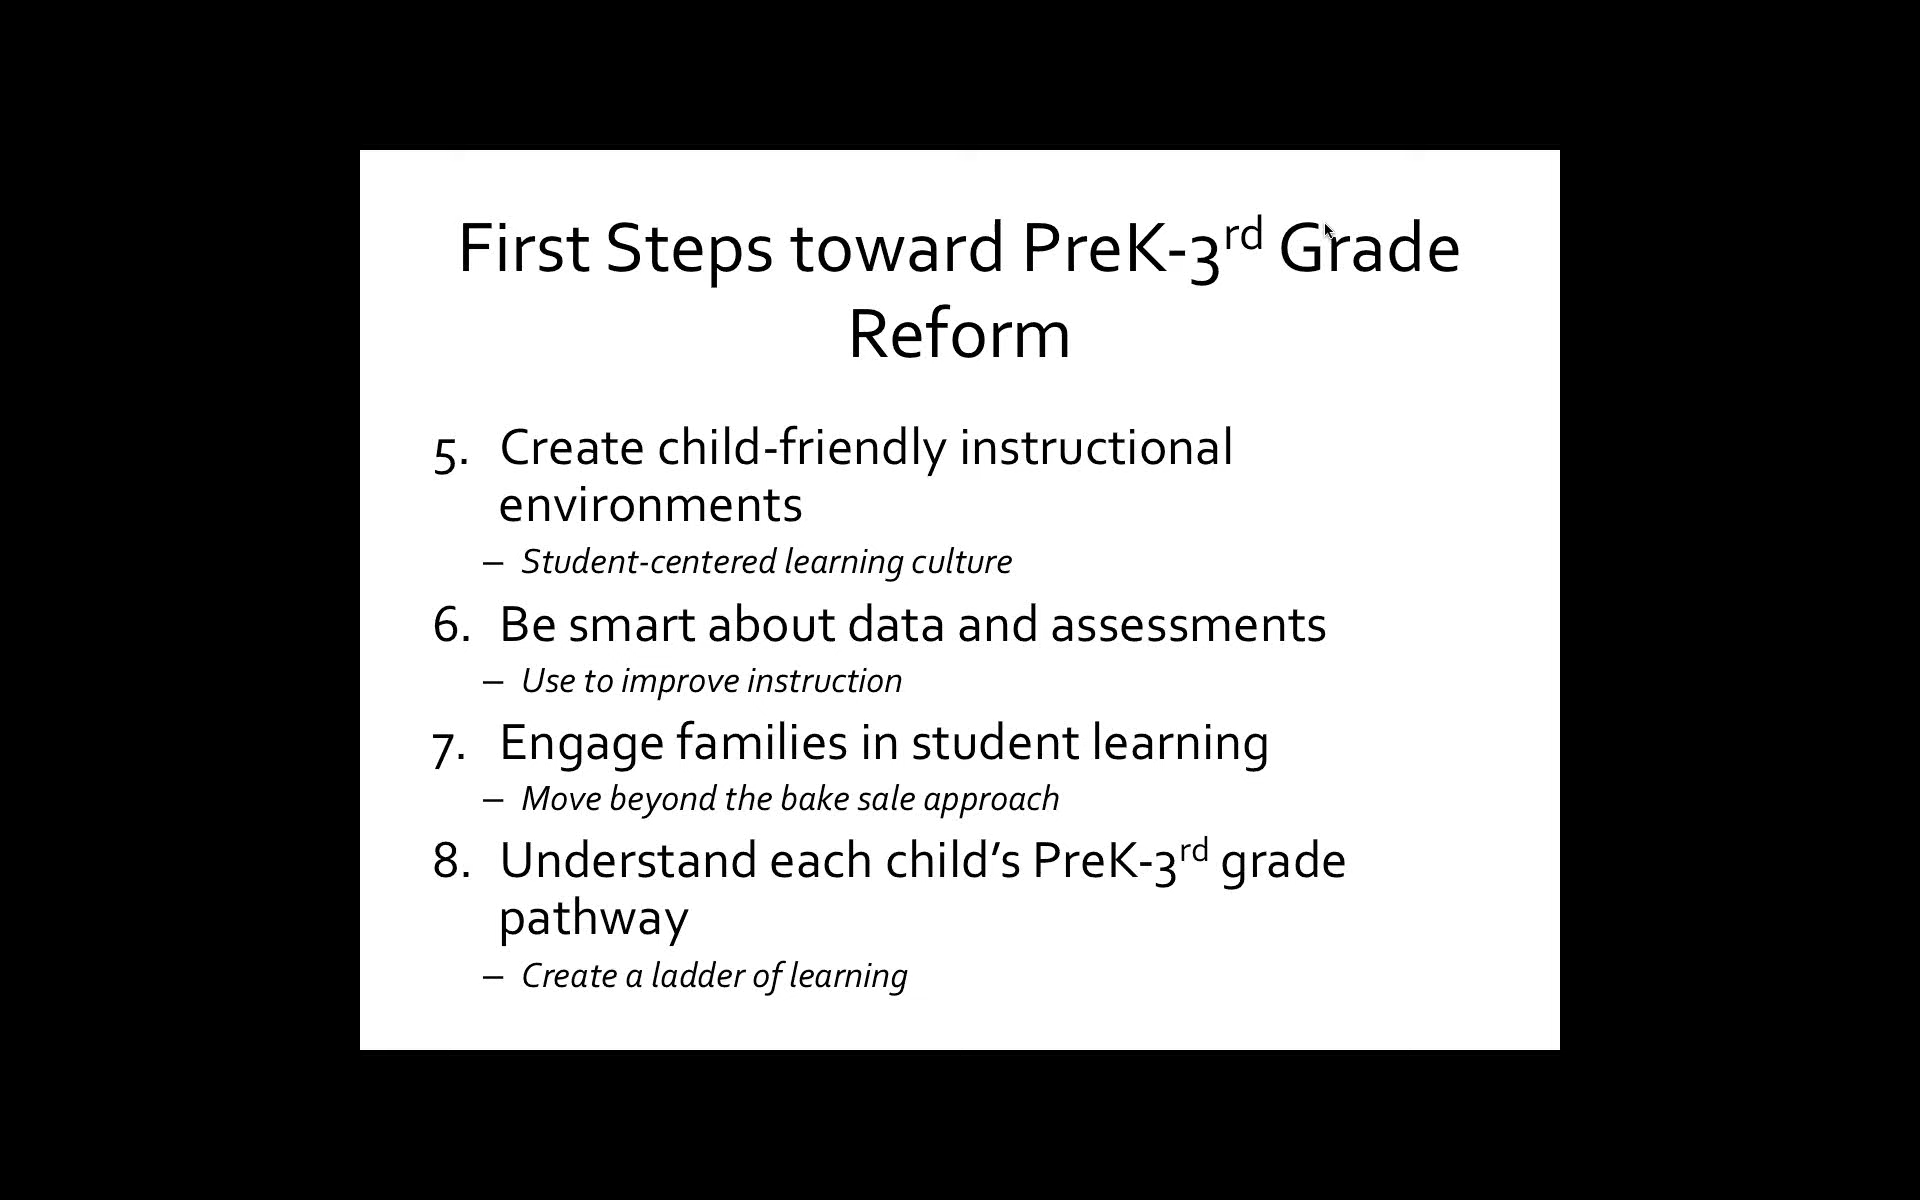 First Steps toward PreK-3rd Grade
Reform
5. Create child-friendly instructional
environments
– Student-centered learning culture
6. Be smart about data and assessments
– Use to improve instruction
7. Engage families in student learning
– Move beyond the bake sale approach
8. Understand each child’s PreK-3rd grade
pathway
– Create a ladder of learning